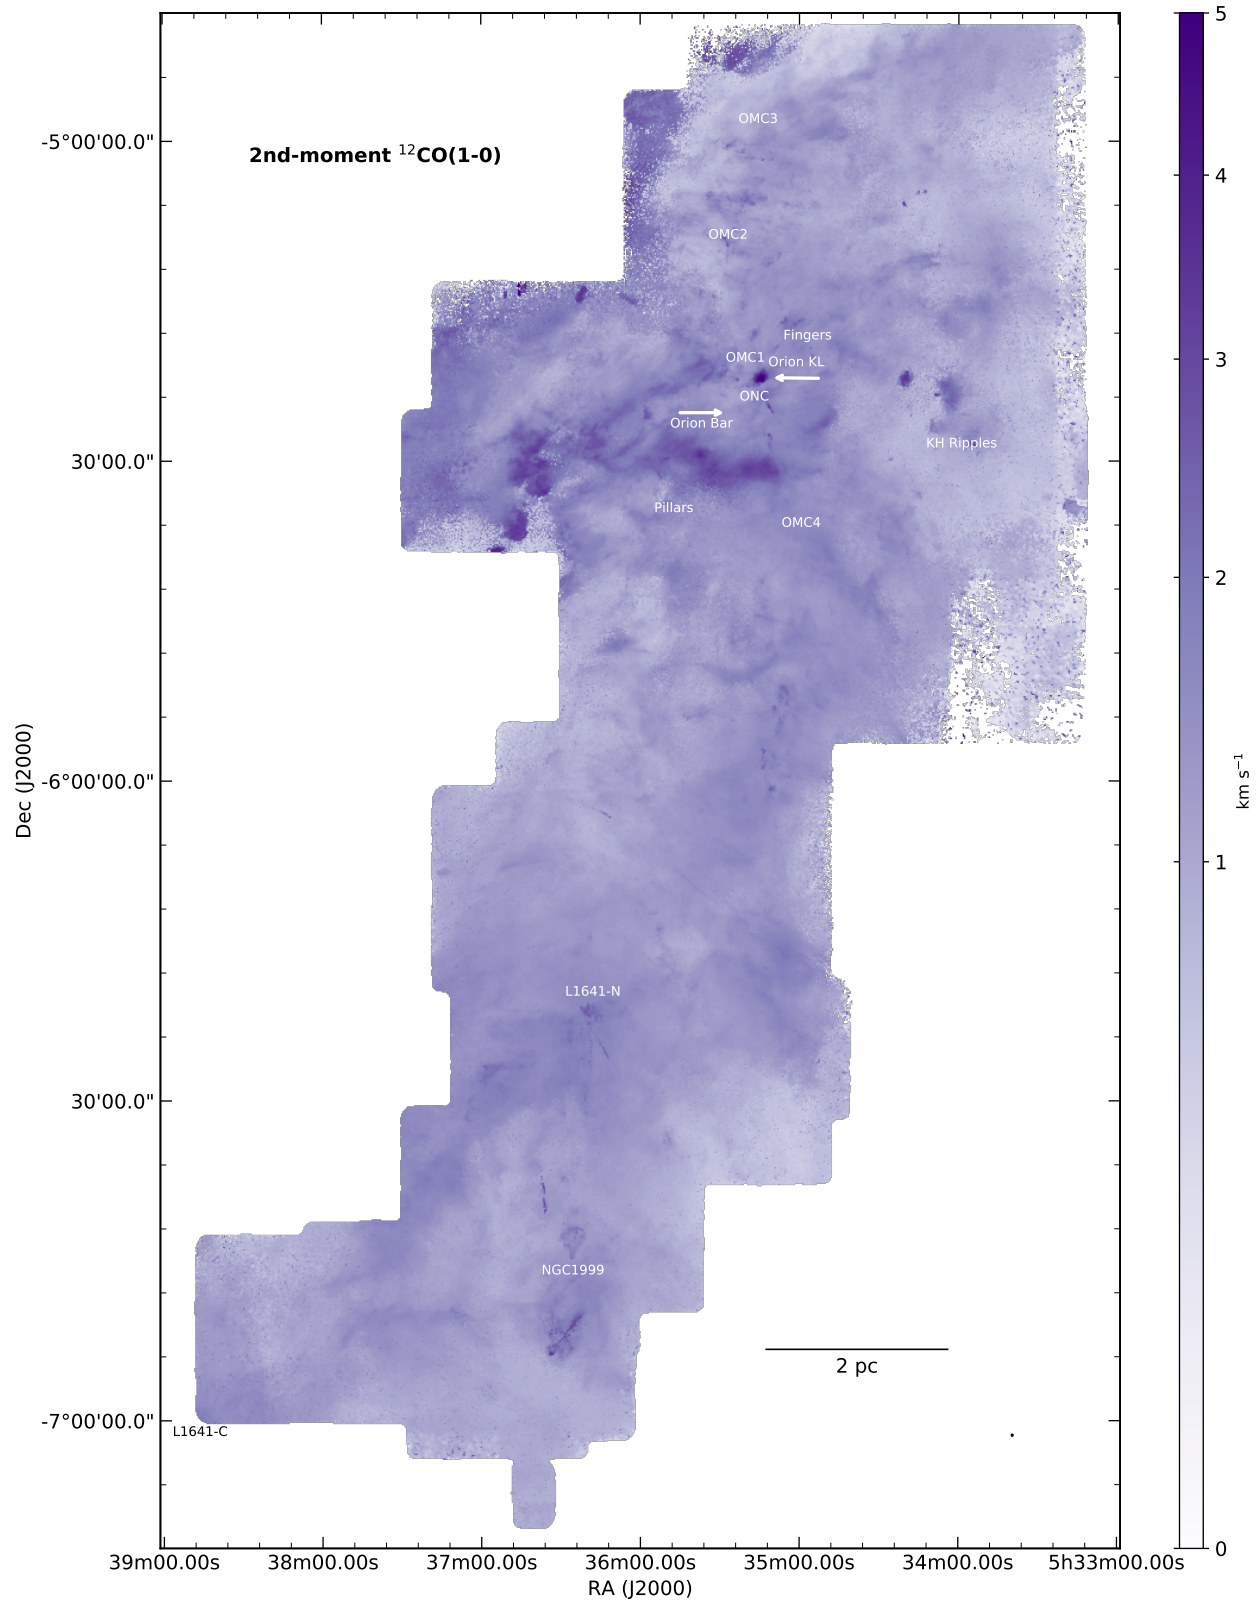 5
-5°00'00.0"
2nd-moment ¹²CO(1-0)
OMC3
4
OMC2
Fingers
OMC1
Orion KL
3
ONC
Orion Bar
KH Ripples
30'00.0"
Pillars
OMC4
2
Dec (J2000)
-6°00'00.0"
km s⁻¹
1
L1641-N
30'00.0"
NGC1999
2 pc
-7°00'00.0"
L1641-C
0
39m00.00s 38m00.00s 37m00.00s 36m00.00s 35m00.00s 34m00.00s 5h33m00.00s
RA (J2000)